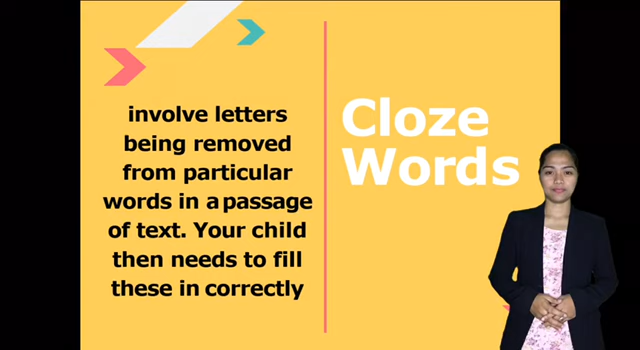 involve letters
being removed
from particular
words in a passage
of text. Your child
then needs to fill
these in correctly
Cloze
Words